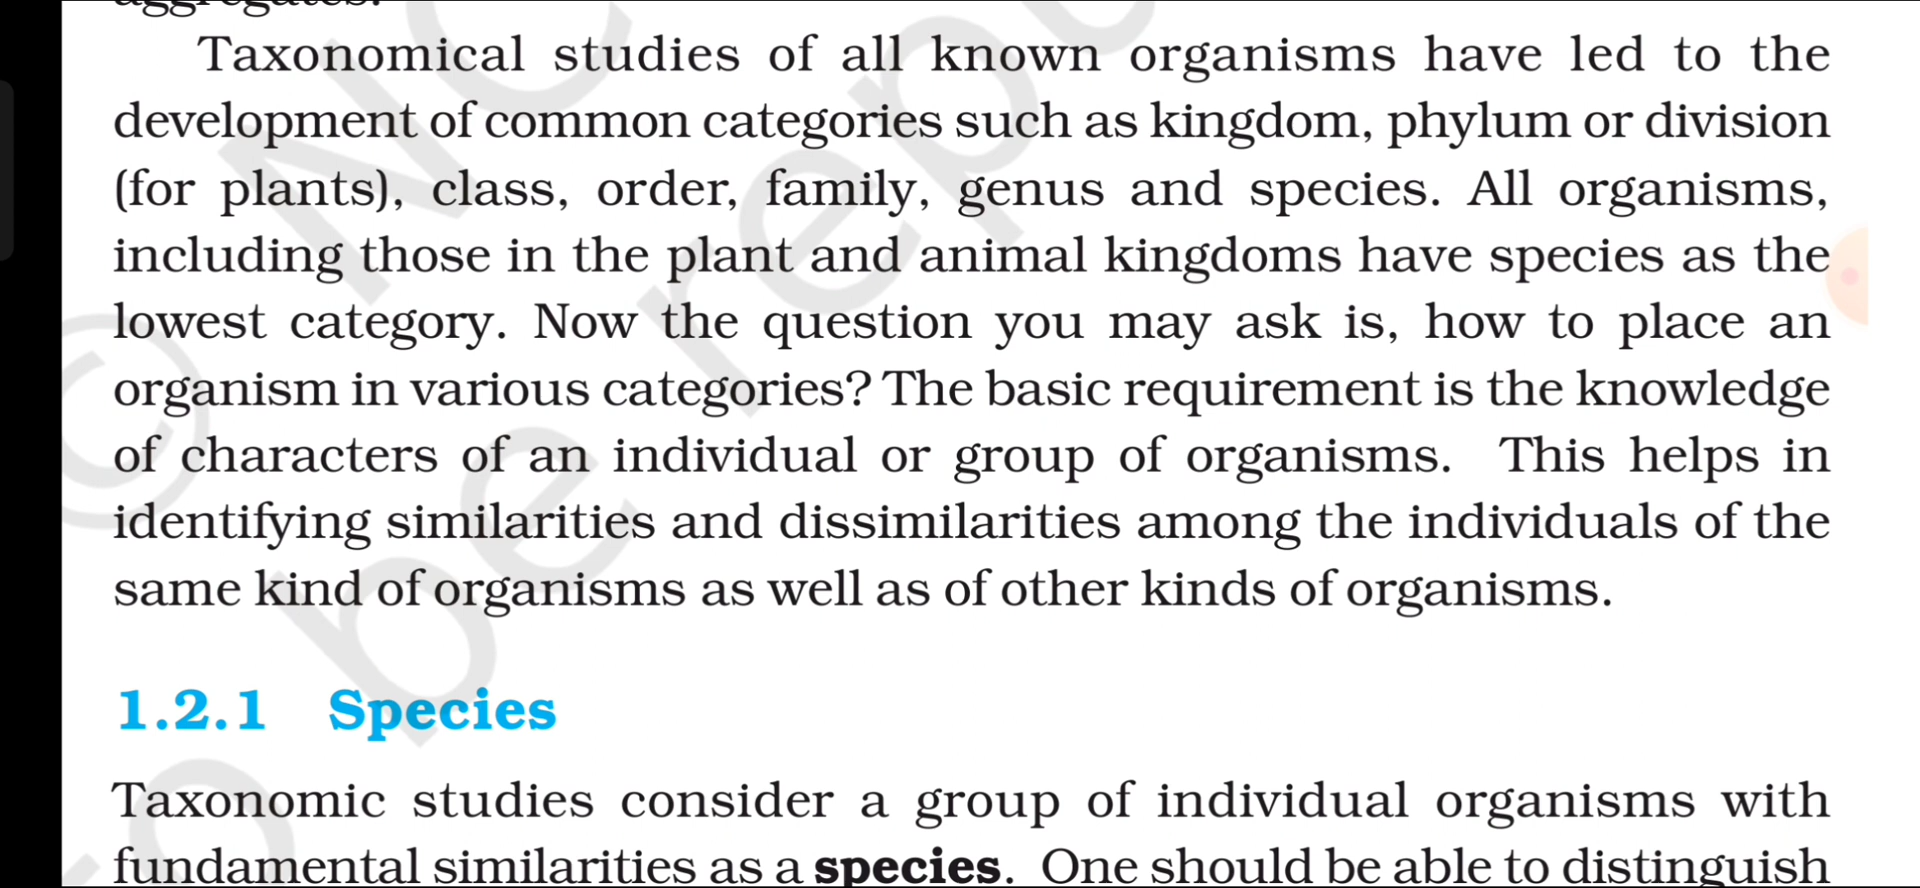 aggregates.
Taxonomical studies of all known organisms have led to the
development of common categories such as kingdom, phylum or division
(for plants), class, order, family, genus and species. All organisms,
including those in the plant and animal kingdoms have species as the
lowest category. Now the question you may ask is, how to place an
organism in various categories? The basic requirement is the knowledge
of characters of an individual or group of organisms. This helps in
identifying similarities and dissimilarities among the individuals of the
same kind of organisms as well as of other kinds of organisms.
1.2.1 Species
Taxonomic studies consider a group of individual organisms with
fundamental similarities as a species. One should be able to distinguish